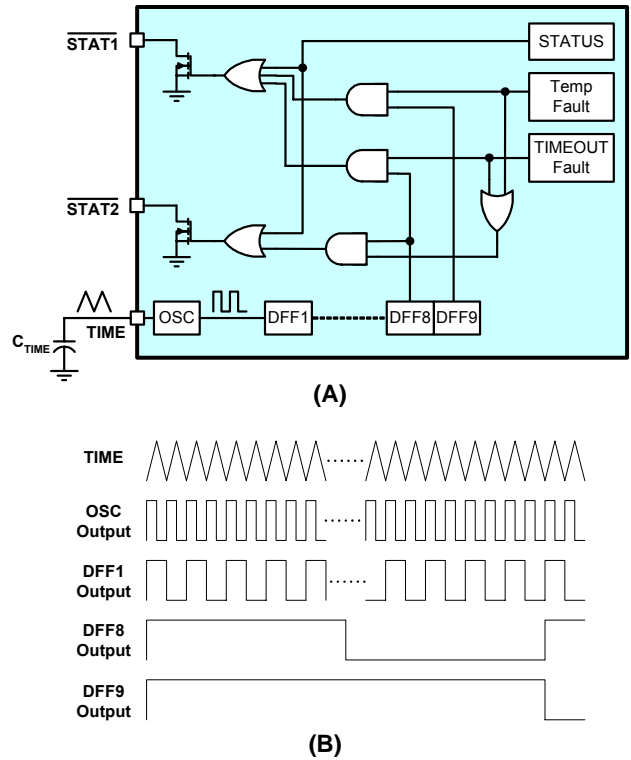 STAT1
STATUS
Temp
Fault
TIMEOUT
Fault
STAT2
OSC
DFF1
DFF8
DFF9
TIME
CTIME
(A)
TIME
OSC
Output
DFF1
Output
DFF8
Output
DFF9
Output
(B)